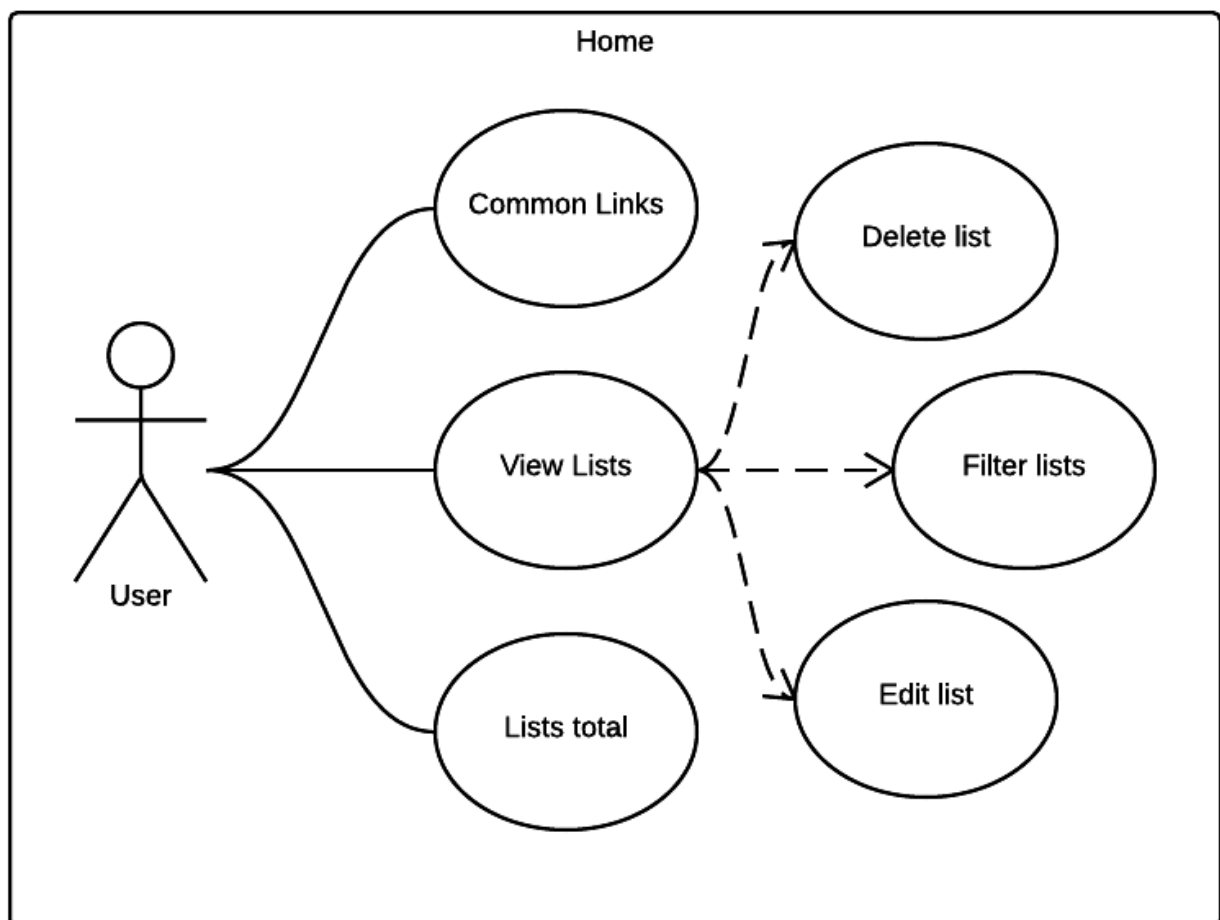 Home
Common Links
Delete list
View Lists
Filter lists
User
Edit list
Lists total